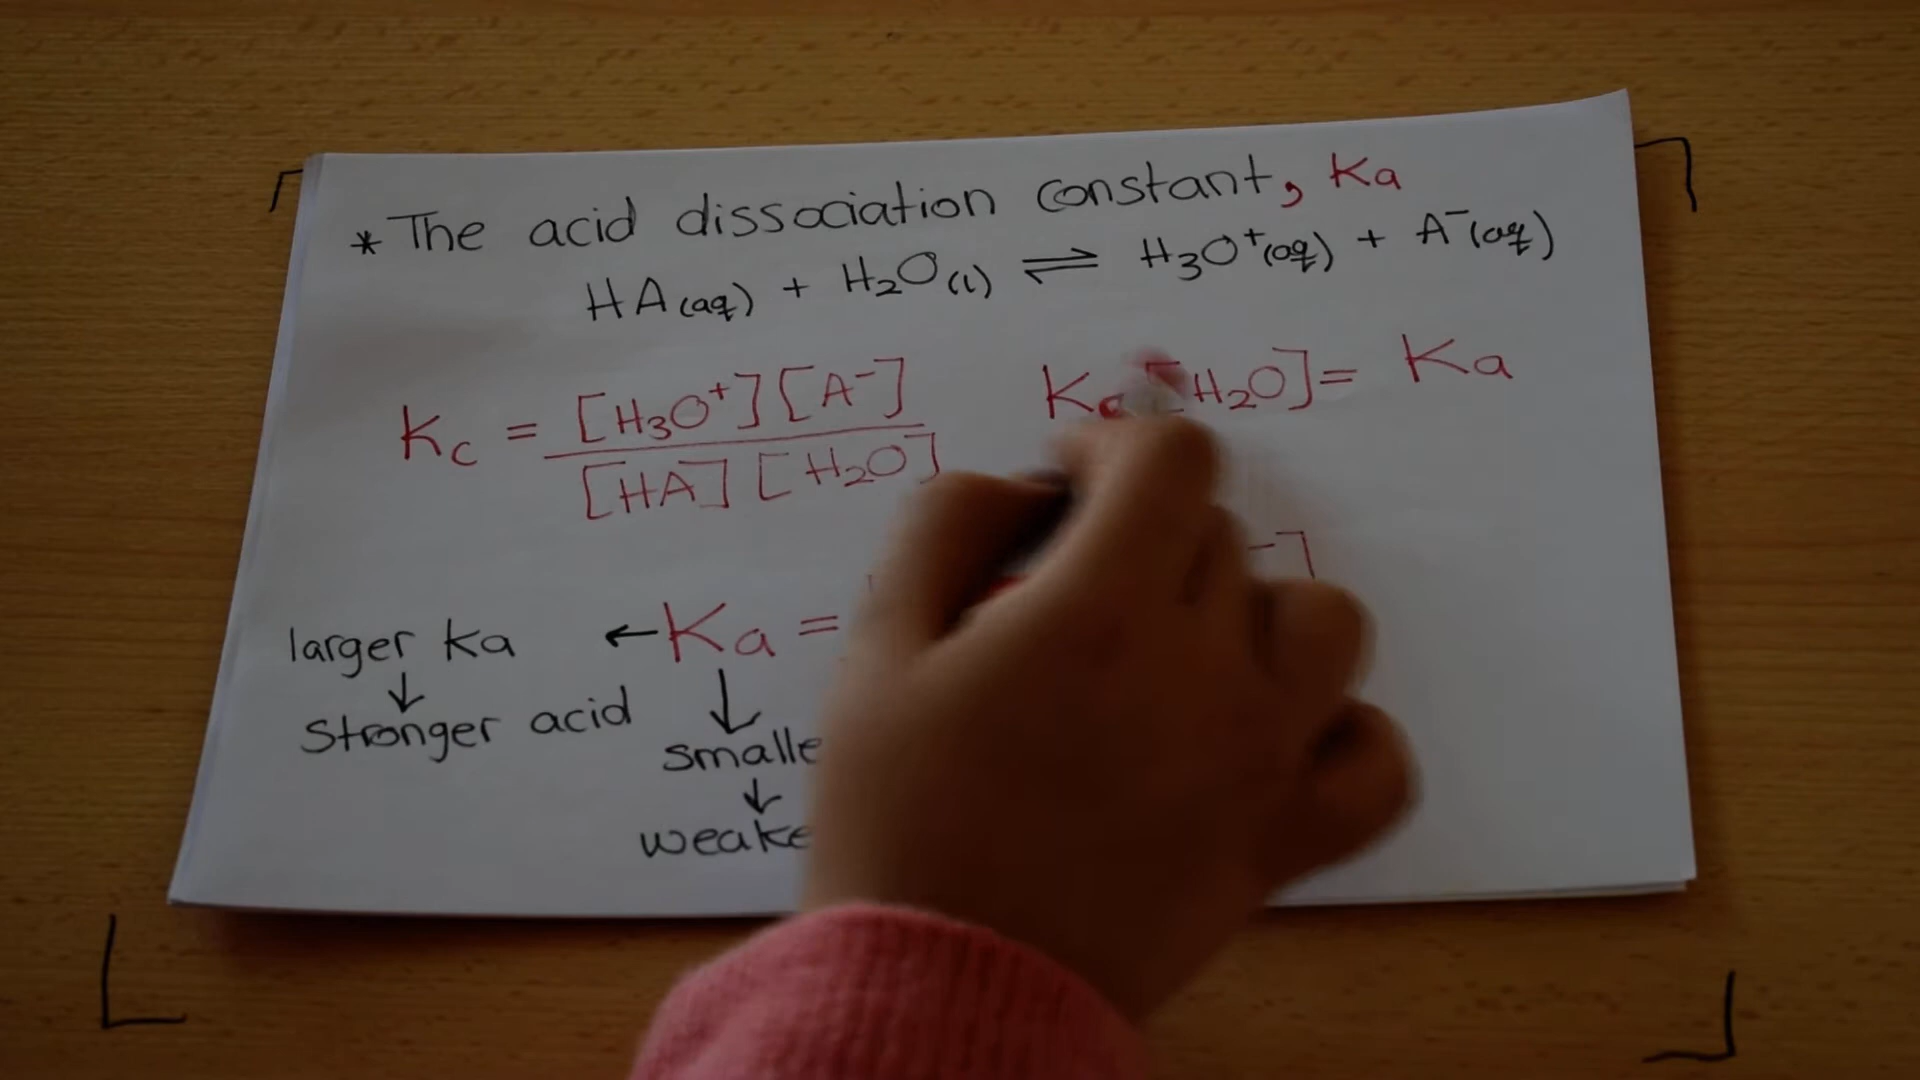 * The acid dissociation constant, Ka
HA(aq) + H₂O(l) ⇌ H₃O⁺(aq) + A⁻(aq)
Kc = [H₃O⁺][A⁻] / [HA][H₂O]
Kc[H₂O] = Ka
larger ka
↓
Stronger acid
← Ka =
⁻]
↓
smalle
↓
weake